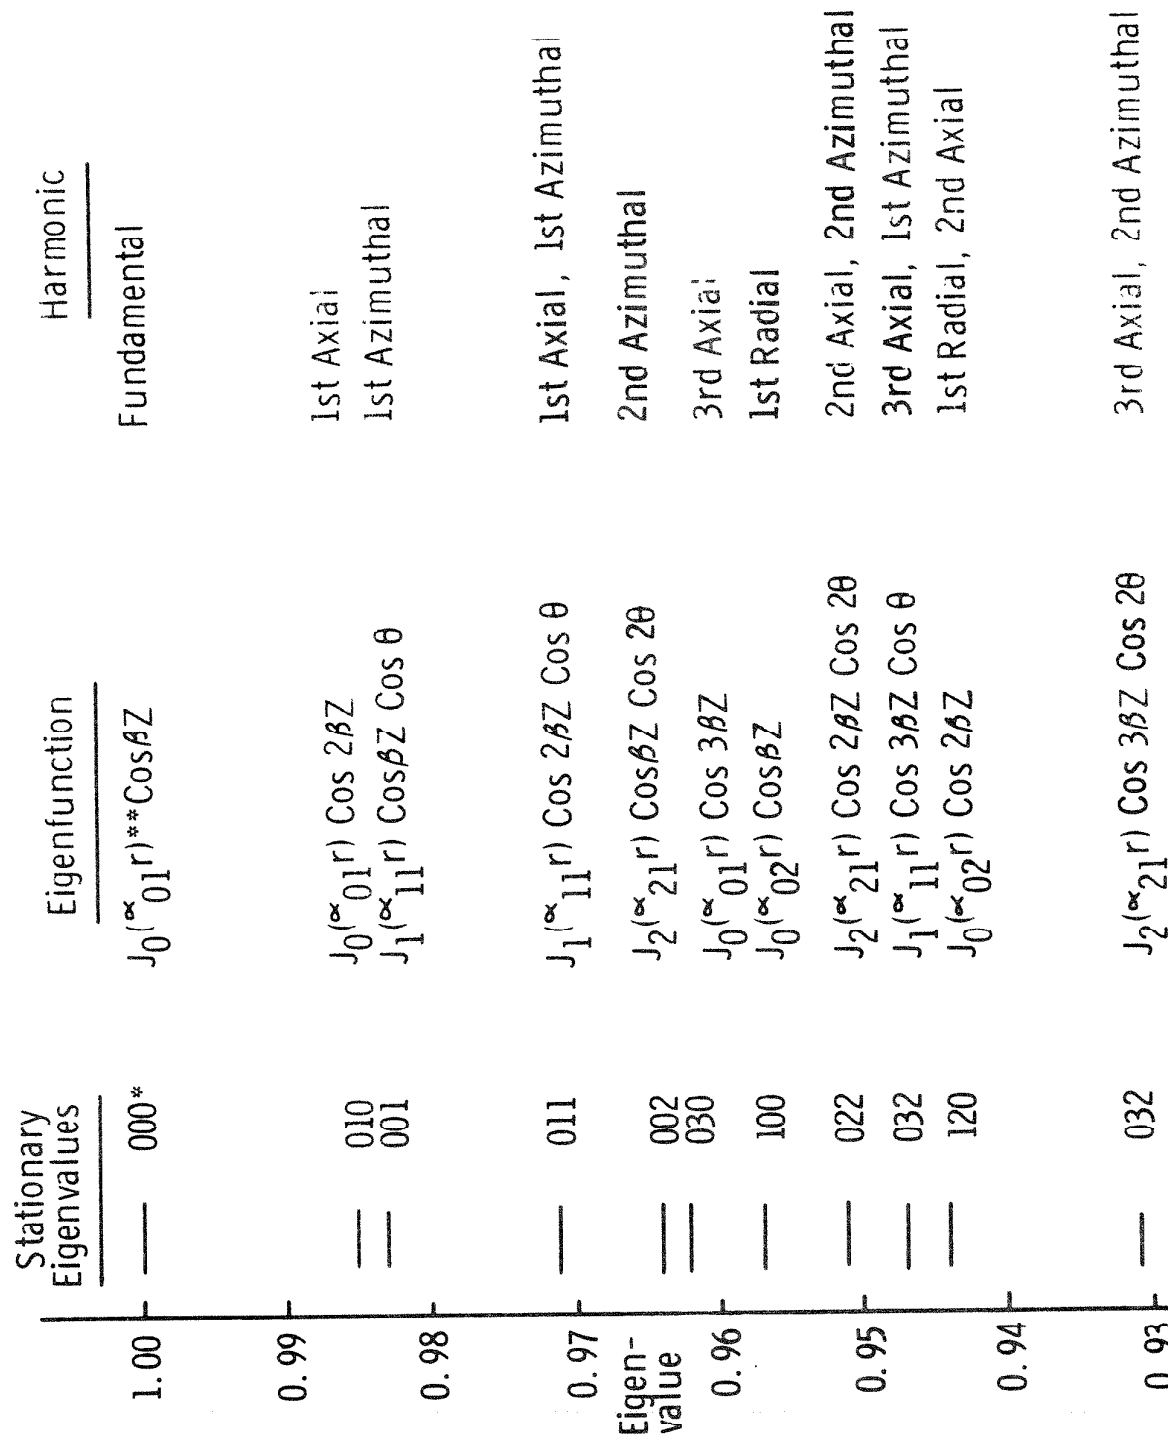 Stationary Eigenvalues Eigenfunction Harmonic
1.00 000* J₀(α₀₁r)**CosβZ Fundamental
0.99
010 J₀(α₀₁r) Cos 2βZ 1st Axial
001 J₁(α₁₁r) CosβZ Cos θ 1st Azimuthal
0.98
011 J₁(α₁₁r) Cos 2βZ Cos θ 1st Axial, 1st Azimuthal
0.97
Eigen-
value
002 J₂(α₂₁r) CosβZ Cos 2θ 2nd Azimuthal
030 J₀(α₀₁r) Cos 3βZ 3rd Axial
0.96
100 J₀(α₀₂r) CosβZ 1st Radial
022 J₂(α₂₁r) Cos 2βZ Cos 2θ 2nd Axial, 2nd Azimuthal
0.95
032 J₁(α₁₁r) Cos 3βZ Cos θ 3rd Axial, 1st Azimuthal
120 J₀(α₀₂r) Cos 2βZ 1st Radial, 2nd Axial
0.94
032 J₂(α₂₁r) Cos 3βZ Cos 2θ 3rd Axial, 2nd Azimuthal
0.93